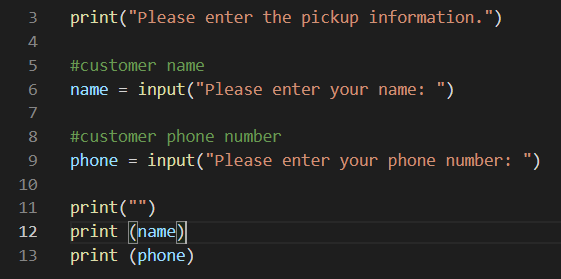 3 print("Please enter the pickup information.")
4
5 #customer name
6 name = input("Please enter your name: ")
7
8 #customer phone number
9 phone = input("Please enter your phone number: ")
10
11 print("")
12 print (name)
13 print (phone)